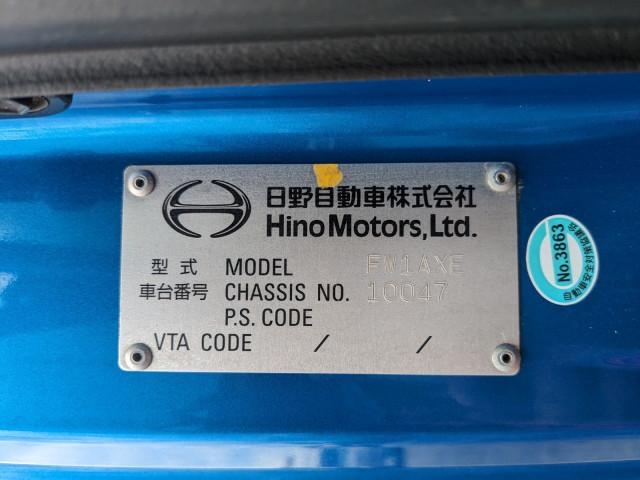 日野自動車株式会社
Hino Motors, Ltd.
型式 MODEL FW1AXE
車台番号 CHASSIS NO. 10047
P.S. CODE
VTA CODE / /
No.3863